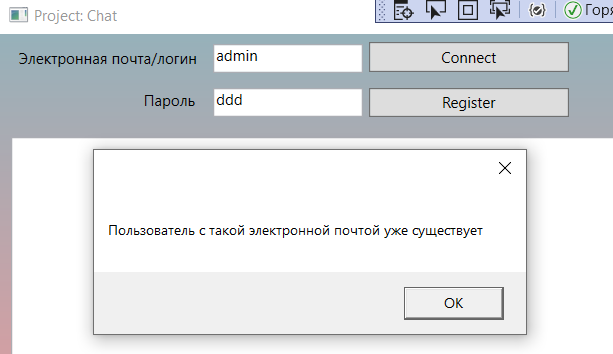 Project: Chat
Горя
Электронная почта/логин
admin
Connect
Пароль
ddd
Register
Пользователь с такой электронной почтой уже существует
OK